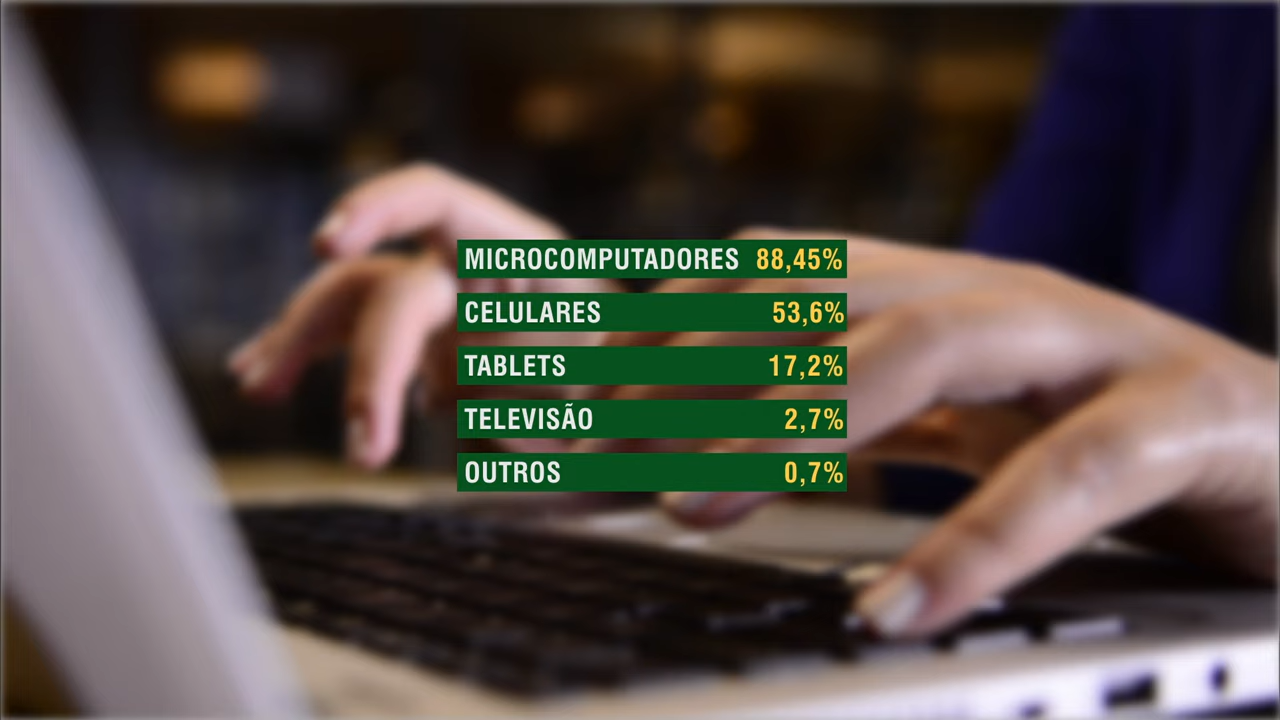 MICROCOMPUTADORES 88,45%
CELULARES 53,6%
TABLETS 17,2%
TELEVISÃO 2,7%
OUTROS 0,7%